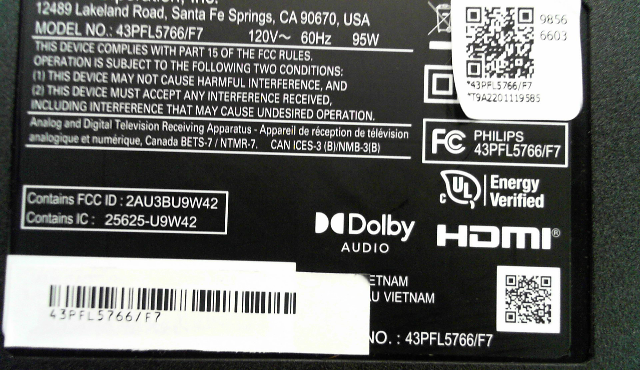 Inc.
12489 Lakeland Road, Santa Fe Springs, CA 90670, USA
MODEL NO.: 43PFL5766/F7 120V~ 60Hz 95W
THIS DEVICE COMPLIES WITH PART 15 OF THE FCC RULES.
OPERATION IS SUBJECT TO THE FOLLOWING TWO CONDITIONS:
(1) THIS DEVICE MAY NOT CAUSE HARMFUL INTERFERENCE, AND
(2) THIS DEVICE MUST ACCEPT ANY INTERFERENCE RECEIVED,
INCLUDING INTERFERENCE THAT MAY CAUSE UNDESIRED OPERATION.
Analog and Digital Television Receiving Apparatus - Appareil de réception de télévision
analogique et numérique, Canada BETS-7 / NTMR-7. CAN ICES-3 (B)/NMB-3(B)
9856
6603
*43PFL5766/F7
*T9A2201119585
FC PHILIPS
43PFL5766/F7
Contains FCC ID : 2AU3BU9W42
Contains IC : 25625-U9W42
c UL Energy
Verified
Dolby
AUDIO
HDMI
43PFL5766/F7
ETNAM
AU VIETNAM
NO. : 43PFL5766/F7